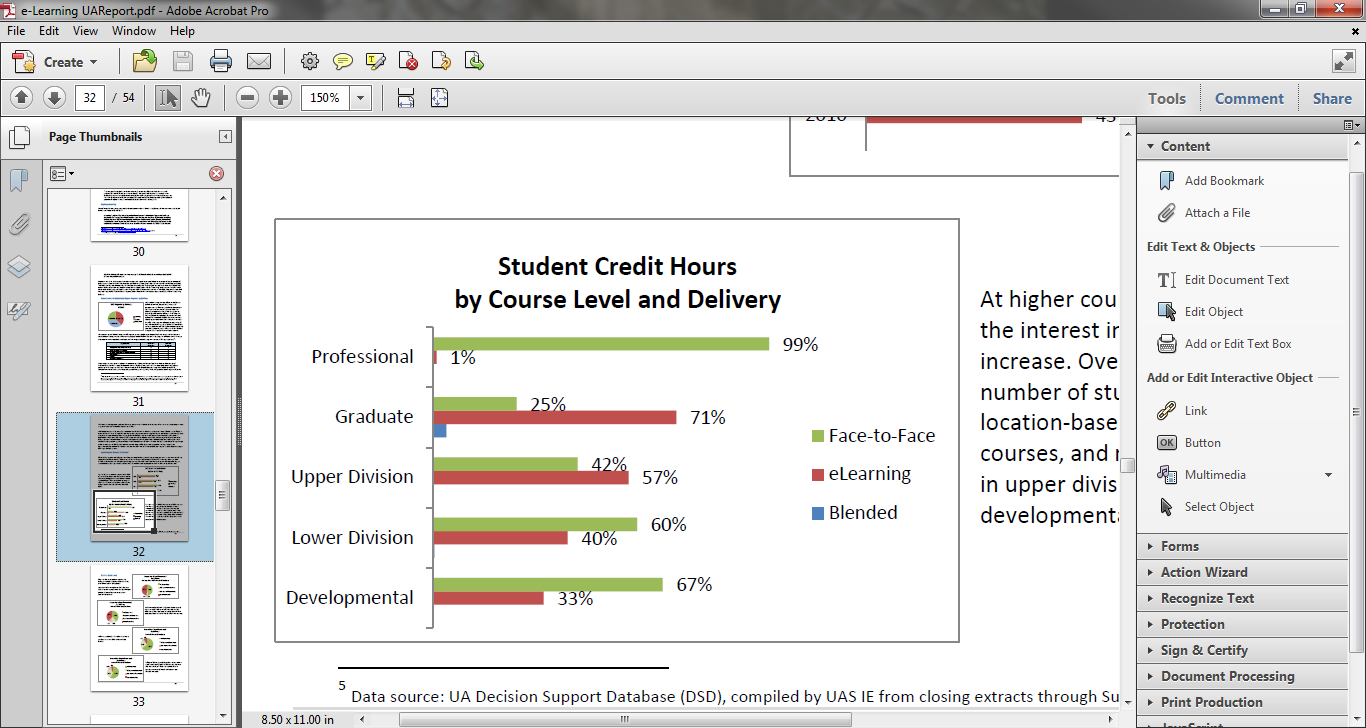 e-Learning UAReport.pdf - Adobe Acrobat Pro
File Edit View Window Help
Create
32 / 54
150%
Tools Comment Share
Page Thumbnails
30
31
32
33
Student Credit Hours
by Course Level and Delivery
Professional 99%
1%
Graduate 25%
71%
Upper Division 42%
57%
Lower Division 60%
40%
Developmental 67%
33%
Face-to-Face
eLearning
Blended
At higher cou
the interest in
increase. Ove
number of stu
location-base
courses, and
in upper divis
developmenta
5 Data source: UA Decision Support Database (DSD), compiled by UAS IE from closing extracts through Su
8.50 x 11.00 in
Content
Add Bookmark
Attach a File
Edit Text & Objects
Edit Document Text
Edit Object
Add or Edit Text Box
Add or Edit Interactive Object
Link
OK Button
Multimedia
Select Object
Forms
Action Wizard
Recognize Text
Protection
Sign & Certify
Document Processing
Print Production
JavaScript